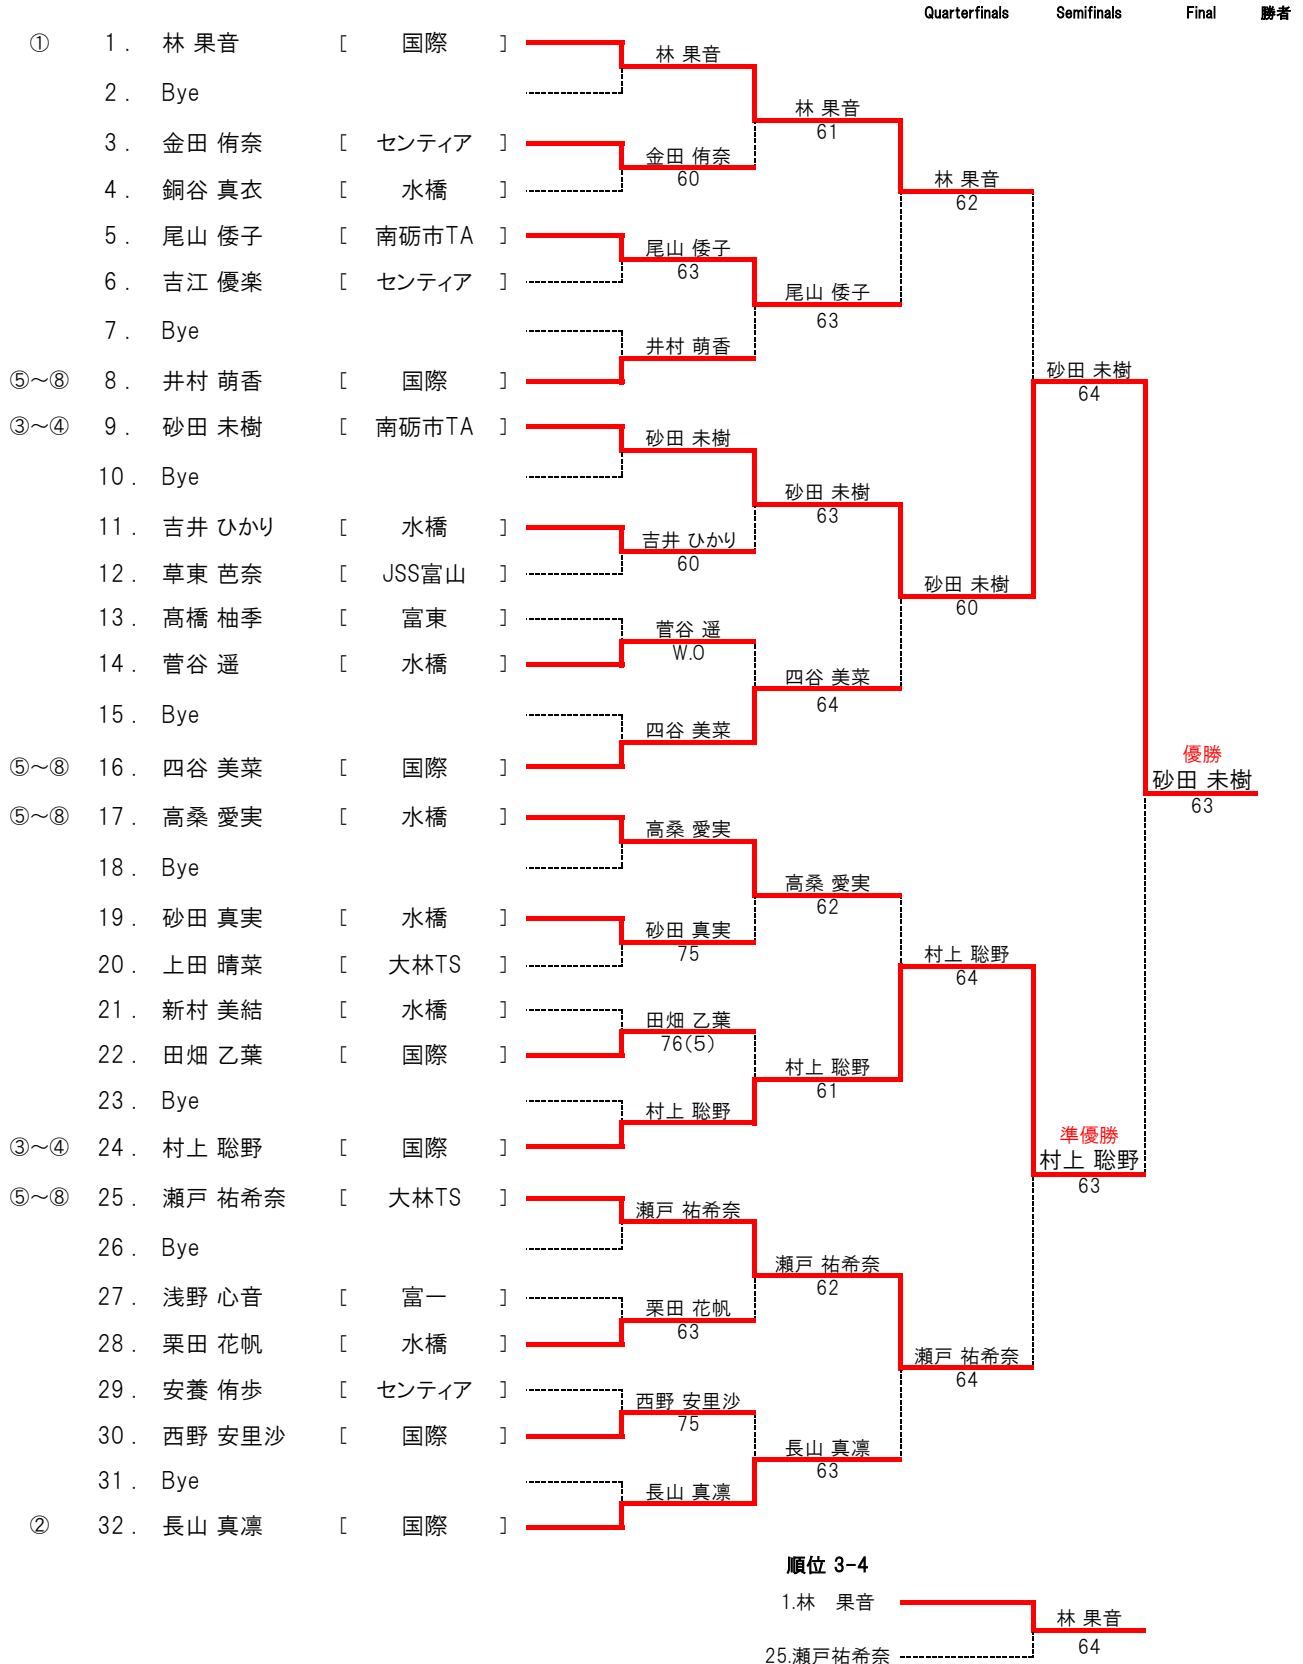 Quarterfinals Semifinals Final 勝者
① 1. 林 果音 [ 国際 ]
林 果音
2. Bye
林 果音
61
3. 金田 侑奈 [ センティア ]
金田 侑奈
60
4. 銅谷 真衣 [ 水橋 ]
林 果音
62
5. 尾山 倭子 [ 南砺市TA ]
尾山 倭子
63
6. 吉江 優楽 [ センティア ]
尾山 倭子
63
7. Bye
井村 萌香
⑤～⑧ 8. 井村 萌香 [ 国際 ]
砂田 未樹
64
③～④ 9. 砂田 未樹 [ 南砺市TA ]
砂田 未樹
10. Bye
砂田 未樹
63
11. 吉井 ひかり [ 水橋 ]
吉井 ひかり
60
12. 草東 芭奈 [ JSS富山 ]
砂田 未樹
60
13. 髙橋 柚季 [ 富東 ]
菅谷 遥
W.O
14. 菅谷 遥 [ 水橋 ]
四谷 美菜
64
15. Bye
四谷 美菜
⑤～⑧ 16. 四谷 美菜 [ 国際 ]
優勝
砂田 未樹
63
⑤～⑧ 17. 高桑 愛実 [ 水橋 ]
高桑 愛実
18. Bye
高桑 愛実
62
19. 砂田 真実 [ 水橋 ]
砂田 真実
75
20. 上田 晴菜 [ 大林TS ]
村上 聡野
64
21. 新村 美結 [ 水橋 ]
田畑 乙葉
76(5)
22. 田畑 乙葉 [ 国際 ]
村上 聡野
61
23. Bye
村上 聡野
③～④ 24. 村上 聡野 [ 国際 ]
準優勝
村上 聡野
63
⑤～⑧ 25. 瀬戸 祐希奈 [ 大林TS ]
瀬戸 祐希奈
26. Bye
瀬戸 祐希奈
62
27. 浅野 心音 [ 富一 ]
栗田 花帆
63
28. 栗田 花帆 [ 水橋 ]
瀬戸 祐希奈
64
29. 安養 侑歩 [ センティア ]
西野 安里沙
75
30. 西野 安里沙 [ 国際 ]
長山 真凛
63
31. Bye
長山 真凛
② 32. 長山 真凛 [ 国際 ]
順位 3-4
1.林 果音
林 果音
64
25.瀬戸祐希奈